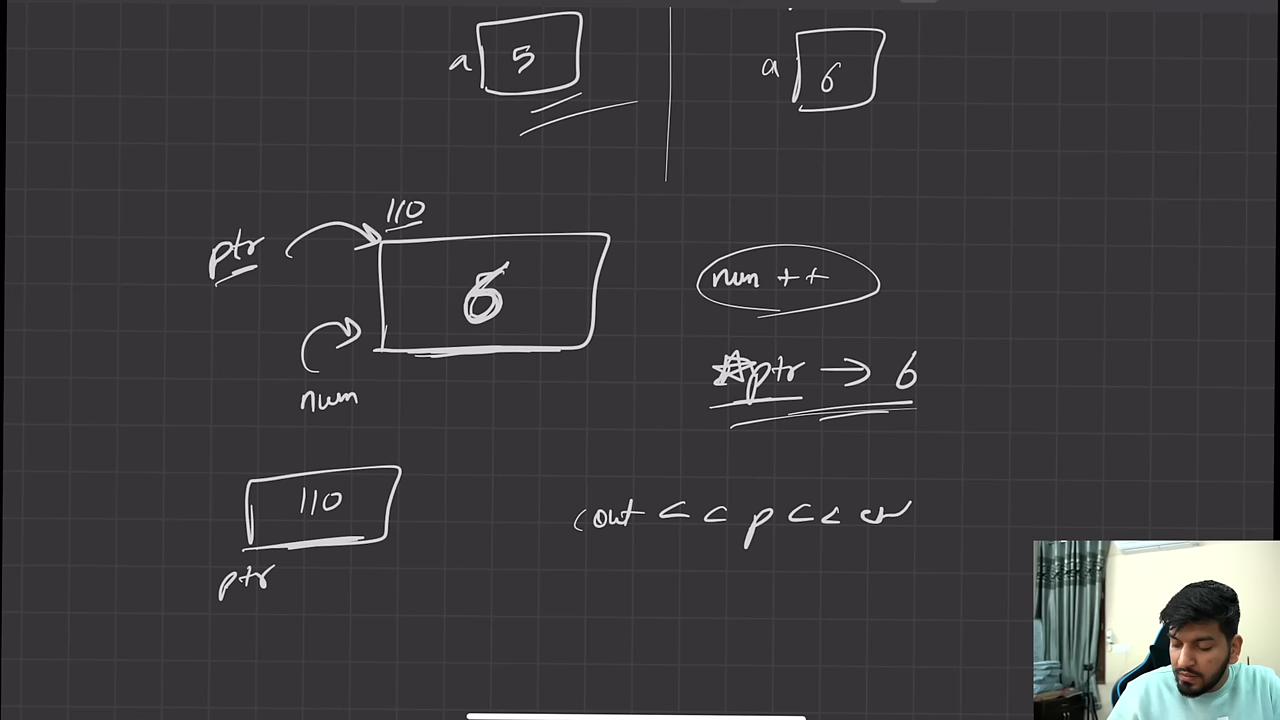 a 5
a 6
110
ptr
6
num ++
*ptr → 6
num
110
cout << p <<
ptr